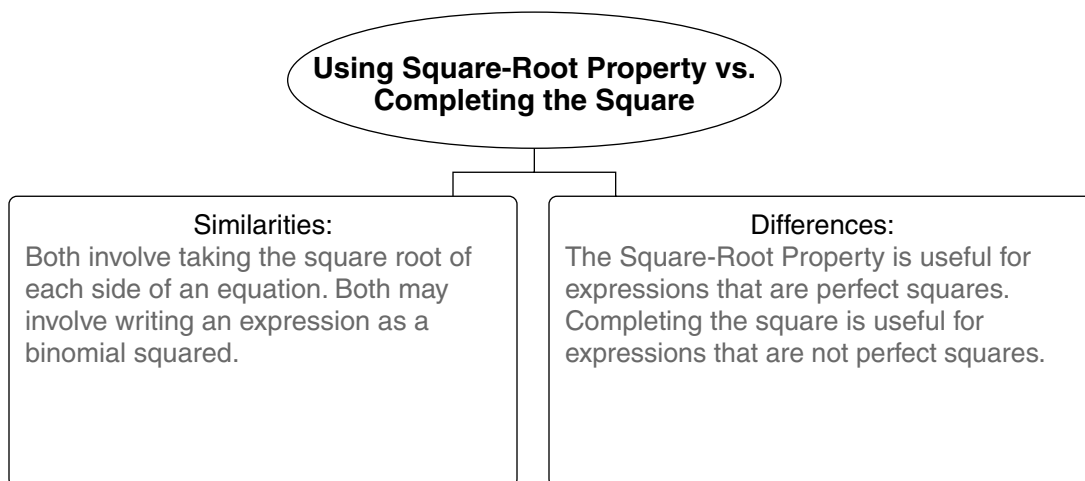 Using Square-Root Property vs.
Completing the Square
Similarities:
Both involve taking the square root of
each side of an equation. Both may
involve writing an expression as a
binomial squared.
Differences:
The Square-Root Property is useful for
expressions that are perfect squares.
Completing the square is useful for
expressions that are not perfect squares.